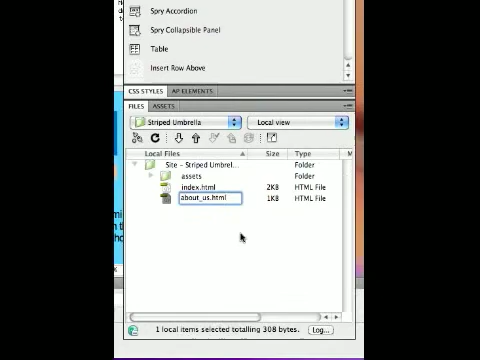 Spry Accordion
Spry Collapsible Panel
Table
Insert Row Above
CSS STYLES AP ELEMENTS
FILES ASSETS
Striped Umbrella Local view
Local Files Size Type M
Site - Striped Umbrel... Folder
assets Folder
index.html 2KB HTML File
about_us.html 1KB HTML File
1 local items selected totalling 308 bytes. Log...